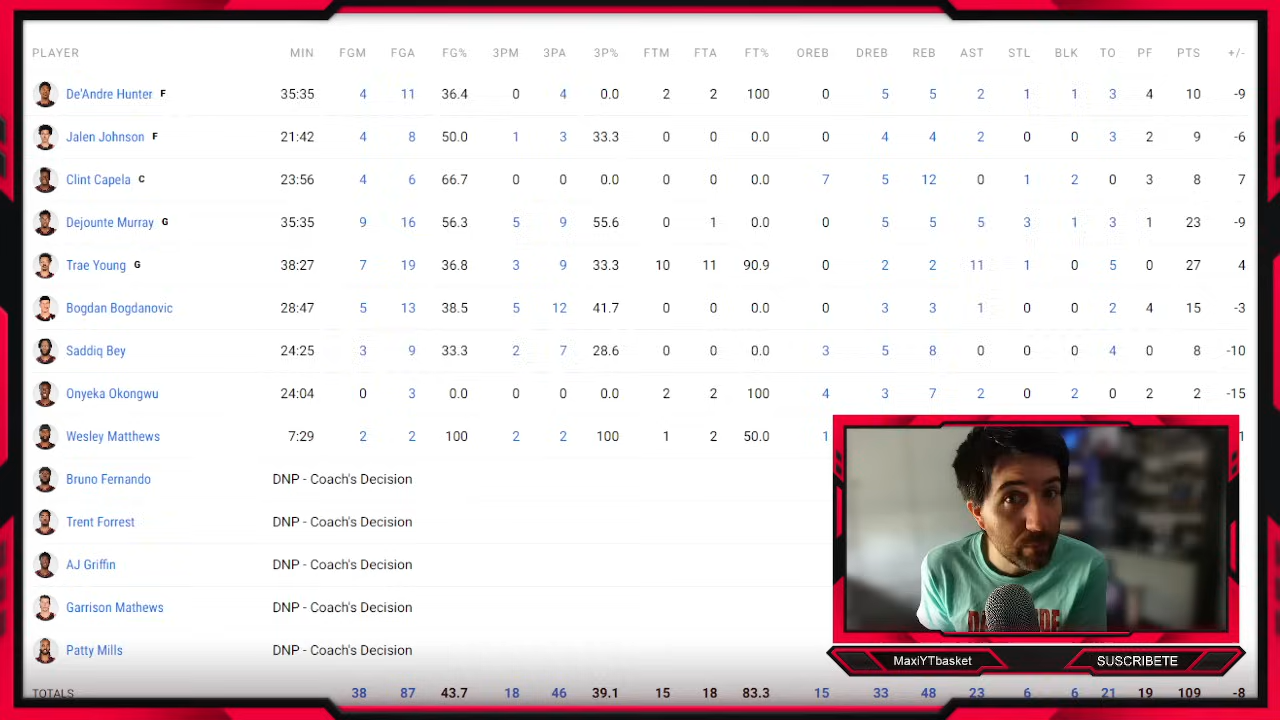 PLAYER MIN FGM FGA FG% 3PM 3PA 3P% FTM FTA FT% OREB DREB REB AST STL BLK TO PF PTS +/-
De'Andre Hunter F 35:35 4 11 36.4 0 4 0.0 2 2 100 0 5 5 2 1 1 3 4 10 -9
Jalen Johnson F 21:42 4 8 50.0 1 3 33.3 0 0 0.0 0 4 4 2 0 0 3 2 9 -6
Clint Capela C 23:56 4 6 66.7 0 0 0.0 0 0 0.0 7 5 12 0 1 2 0 3 8 7
Dejounte Murray G 35:35 9 16 56.3 5 9 55.6 0 1 0.0 0 5 5 5 3 1 3 1 23 -9
Trae Young G 38:27 7 19 36.8 3 9 33.3 10 11 90.9 0 2 2 11 1 0 5 0 27 4
Bogdan Bogdanovic 28:47 5 13 38.5 5 12 41.7 0 0 0.0 0 3 3 1 0 0 2 4 15 -3
Saddiq Bey 24:25 3 9 33.3 2 7 28.6 0 0 0.0 3 5 8 0 0 0 4 0 8 -10
Onyeka Okongwu 24:04 0 3 0.0 0 0 0.0 2 2 100 4 3 7 2 0 2 0 2 2 -15
Wesley Matthews 7:29 2 2 100 2 2 100 1 2 50.0 1
Bruno Fernando DNP - Coach's Decision
Trent Forrest DNP - Coach's Decision
AJ Griffin DNP - Coach's Decision
Garrison Mathews DNP - Coach's Decision
Patty Mills DNP - Coach's Decision
MaxiYTbasket SUSCRIBETE
TOTALS 38 87 43.7 18 46 39.1 15 18 83.3 15 33 48 23 6 6 21 19 109 -8